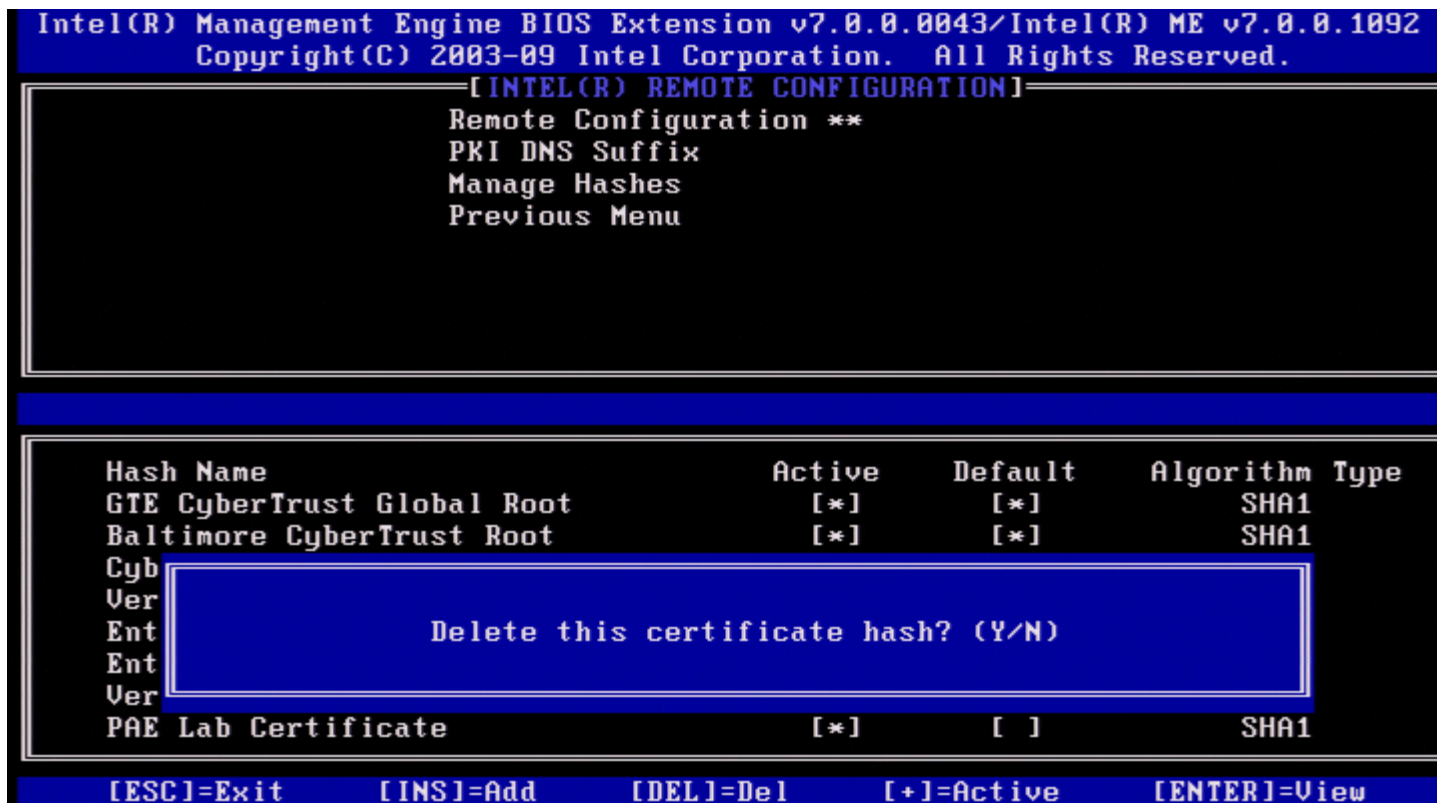 Intel(R) Management Engine BIOS Extension v7.0.0.0043/Intel(R) ME v7.0.0.1092
Copyright(C) 2003-09 Intel Corporation. All Rights Reserved.
[INTEL(R) REMOTE CONFIGURATION]
Remote Configuration **
PKI DNS Suffix
Manage Hashes
Previous Menu
Hash Name Active Default Algorithm Type
GTE CyberTrust Global Root [*] [*] SHA1
Baltimore CyberTrust Root [*] [*] SHA1
Cyb
Ver
Ent
Delete this certificate hash? (Y/N)
Ent
Ver
PAE Lab Certificate [*] [ ] SHA1
[ESC]=Exit [INS]=Add [DEL]=Del [+]=Active [ENTER]=View